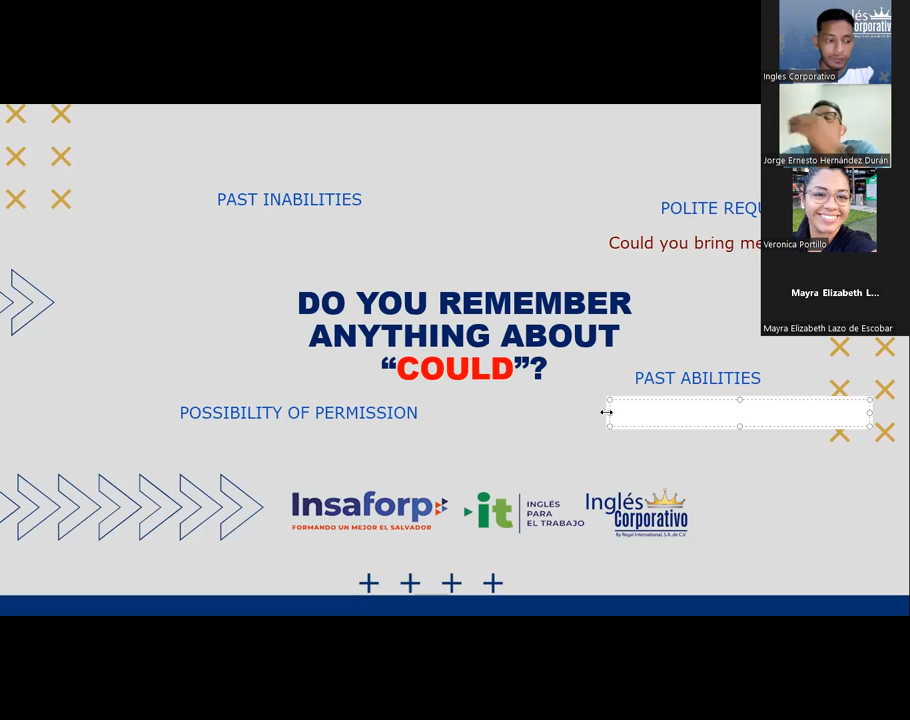 Inglés
Corporativo
Ingles Corporativo
Jorge Ernesto Hernández Durán
Veronica Portillo
Mayra Elizabeth L...
Mayra Elizabeth Lazo de Escobar
PAST INABILITIES
POLITE
Could you bring me
DO YOU REMEMBER
ANYTHING ABOUT
“COULD”?
PAST ABILITIES
POSSIBILITY OF PERMISSION
Insaforp
FORMANDO UN MEJOR EL SALVADOR
it
INGLÉS
PARA
EL TRABAJO
Inglés
Corporativo
By Regal International, S.A. de C.V.